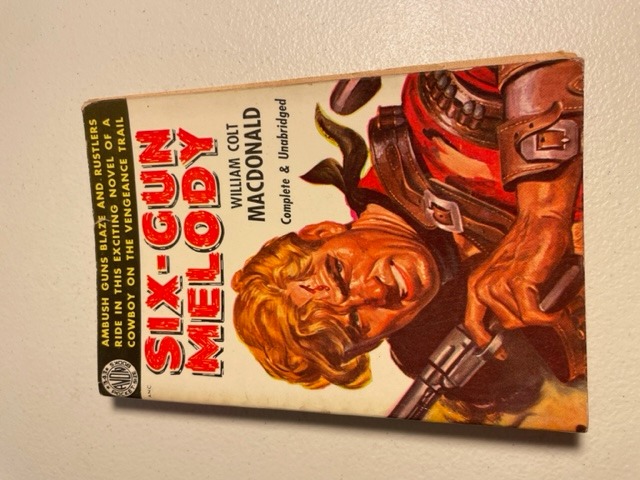 AMBUSH GUNS BLAZE AND RUSTLERS
RIDE IN THIS EXCITING NOVEL OF A
COWBOY ON THE VENGEANCE TRAIL
SIX-GUN
MELODY
WILLIAM COLT
MACDONALD
Complete & Unabridged